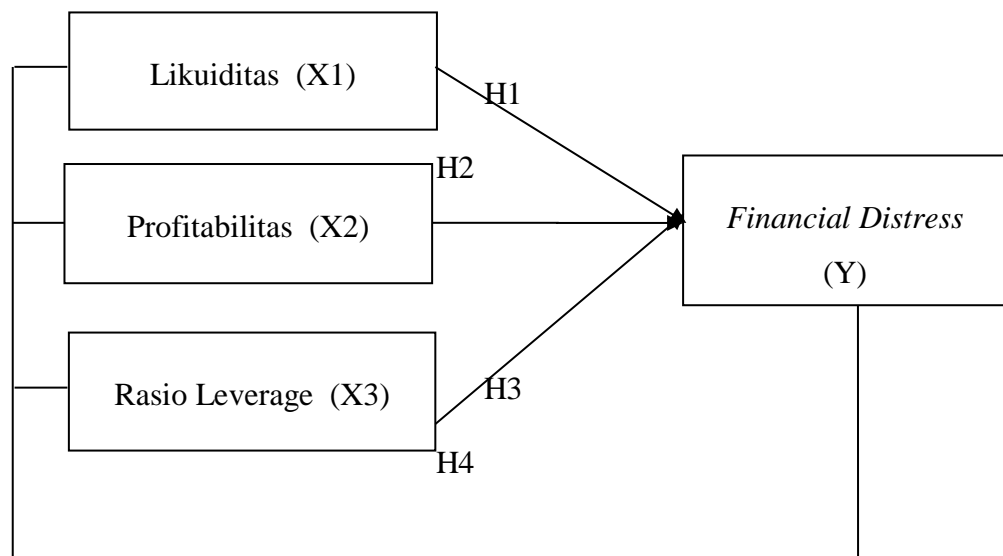 Likuiditas (X1)
H1
H2
Profitabilitas (X2)
Financial Distress
(Y)
Rasio Leverage (X3)
H3
H4